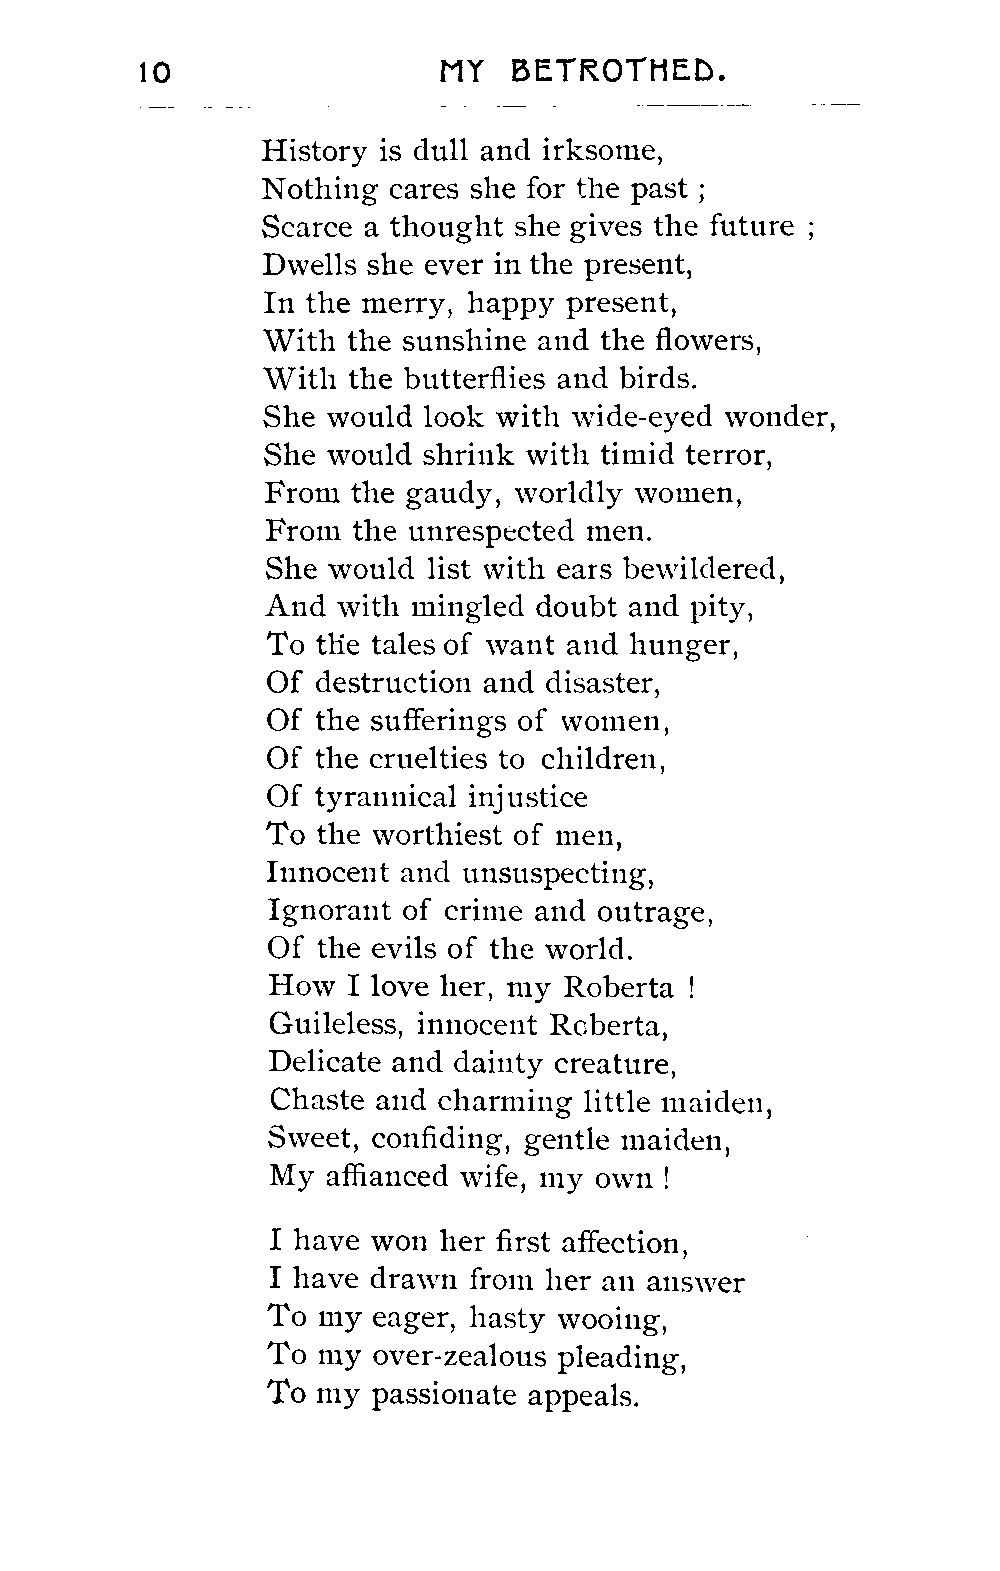 10 MY BETROTHED.
History is dull and irksome,
Nothing cares she for the past ;
Scarce a thought she gives the future ;
Dwells she ever in the present,
In the merry, happy present,
With the sunshine and the flowers,
With the butterflies and birds.
She would look with wide-eyed wonder,
She would shrink with timid terror,
From the gaudy, worldly women,
From the unrespected men.
She would list with ears bewildered,
And with mingled doubt and pity,
To the tales of want and hunger,
Of destruction and disaster,
Of the sufferings of women,
Of the cruelties to children,
Of tyrannical injustice
To the worthiest of men,
Innocent and unsuspecting,
Ignorant of crime and outrage,
Of the evils of the world.
How I love her, my Roberta !
Guileless, innocent Roberta,
Delicate and dainty creature,
Chaste and charming little maiden,
Sweet, confiding, gentle maiden,
My affianced wife, my own !
I have won her first affection,
I have drawn from her an answer
To my eager, hasty wooing,
To my over-zealous pleading,
To my passionate appeals.